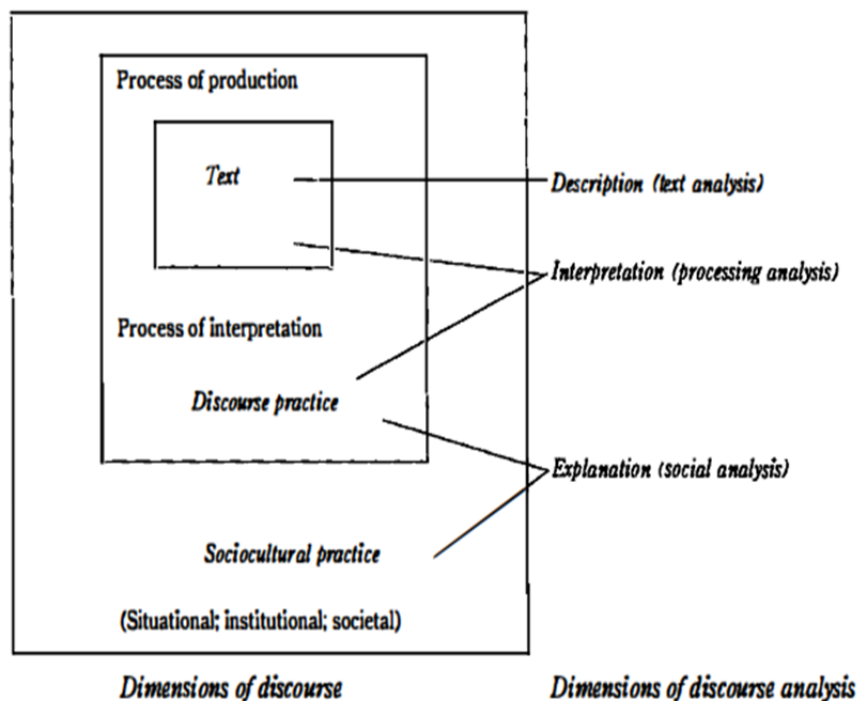 Process of production
Text
Description (text analysis)
Interpretation (processing analysis)
Process of interpretation
Discourse practice
Explanation (social analysis)
Sociocultural practice
(Situational; institutional; societal)
Dimensions of discourse
Dimensions of discourse analysis